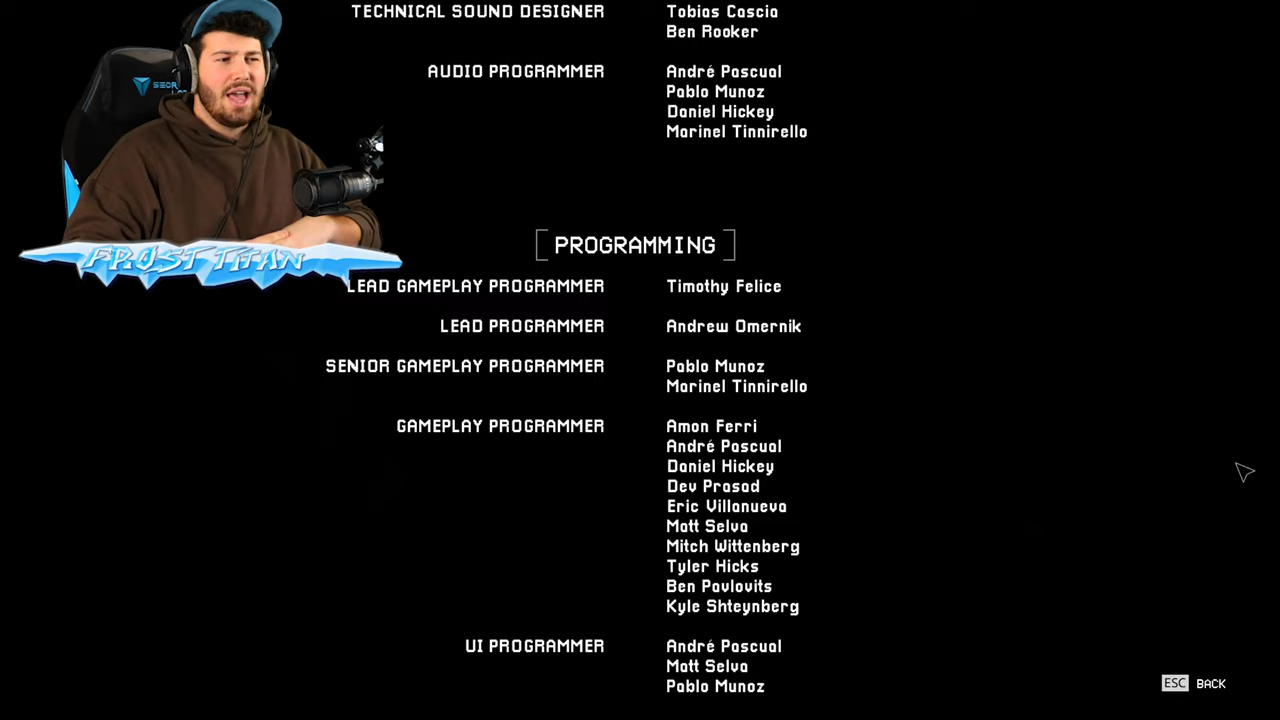 TECHNICAL SOUND DESIGNER Tobias Cascia
Ben Rooker
AUDIO PROGRAMMER André Pascual
Pablo Munoz
Daniel Hickey
Marinel Tinnirello
FROST TITAN
[PROGRAMMING]
LEAD GAMEPLAY PROGRAMMER Timothy Felice
LEAD PROGRAMMER Andrew Omernik
SENIOR GAMEPLAY PROGRAMMER Pablo Munoz
Marinel Tinnirello
GAMEPLAY PROGRAMMER Amon Ferri
André Pascual
Daniel Hickey
Dev Prasad
Eric Villanueva
Matt Selva
Mitch Wittenberg
Tyler Hicks
Ben Pavlovits
Kyle Shteynberg
UI PROGRAMMER André Pascual
Matt Selva
Pablo Munoz
ESC BACK